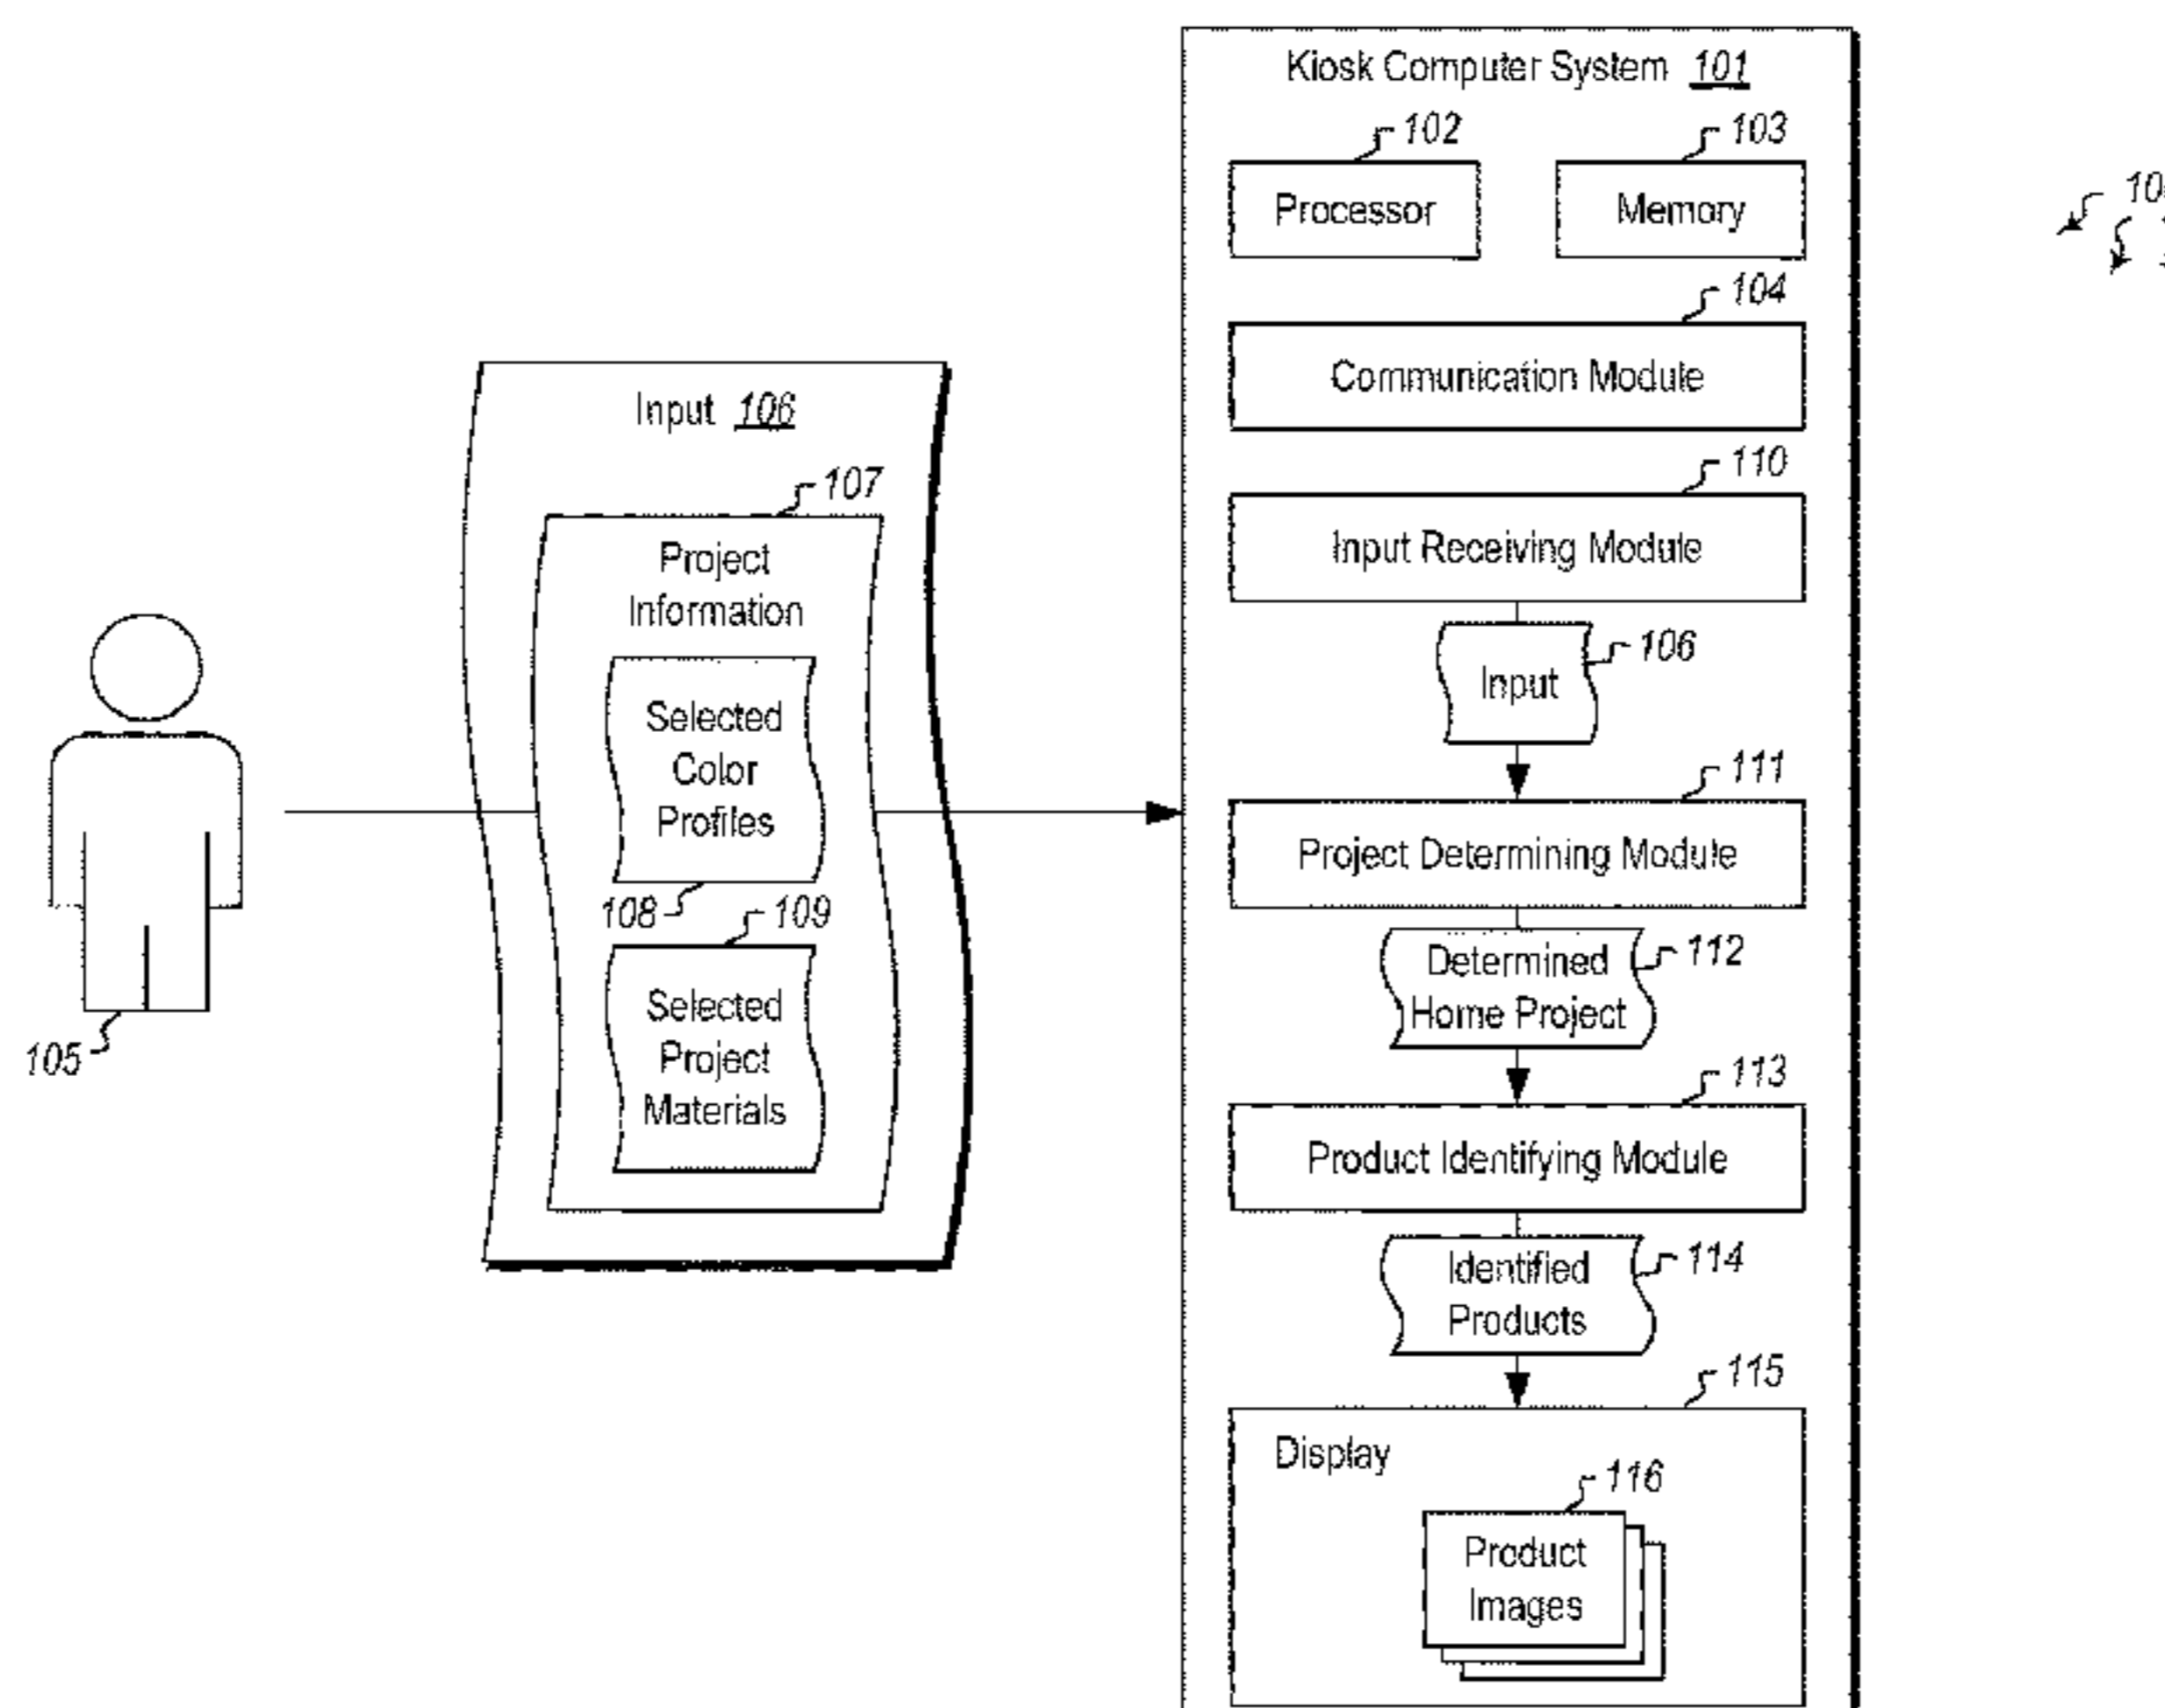 Kiosk Computer System 101
102
103
Processor
Memory
104
Communication Module
Input 106
110
107
Input Receiving Module
Project
Information
106
Input
Selected
Color
Profiles
111
Project Determining Module
108
109
112
Determined
Home Project
Selected
Project
Materials
105
113
Product Identifying Module
114
Identified
Products
115
Display
116
Product
Images